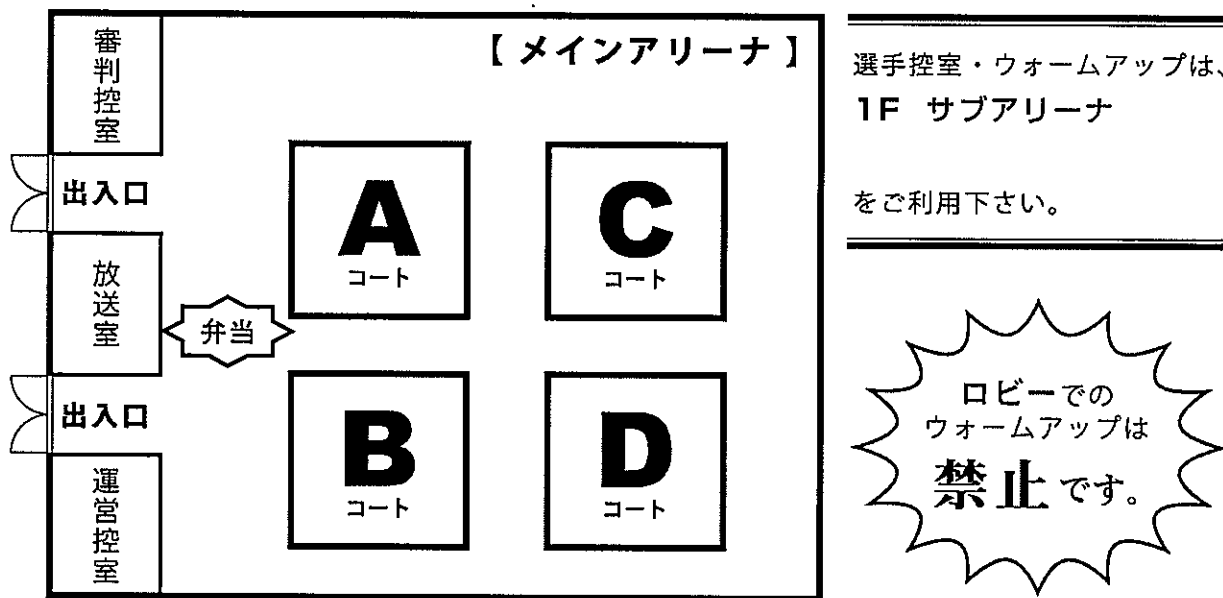 【メインアリーナ】
審判控室
出入口
放送室
弁当
出入口
運営控室
A
コート
C
コート
B
コート
D
コート
選手控室・ウォームアップは、
1F サブアリーナ
をご利用下さい。
ロビーでの
ウォームアップは
禁止です。